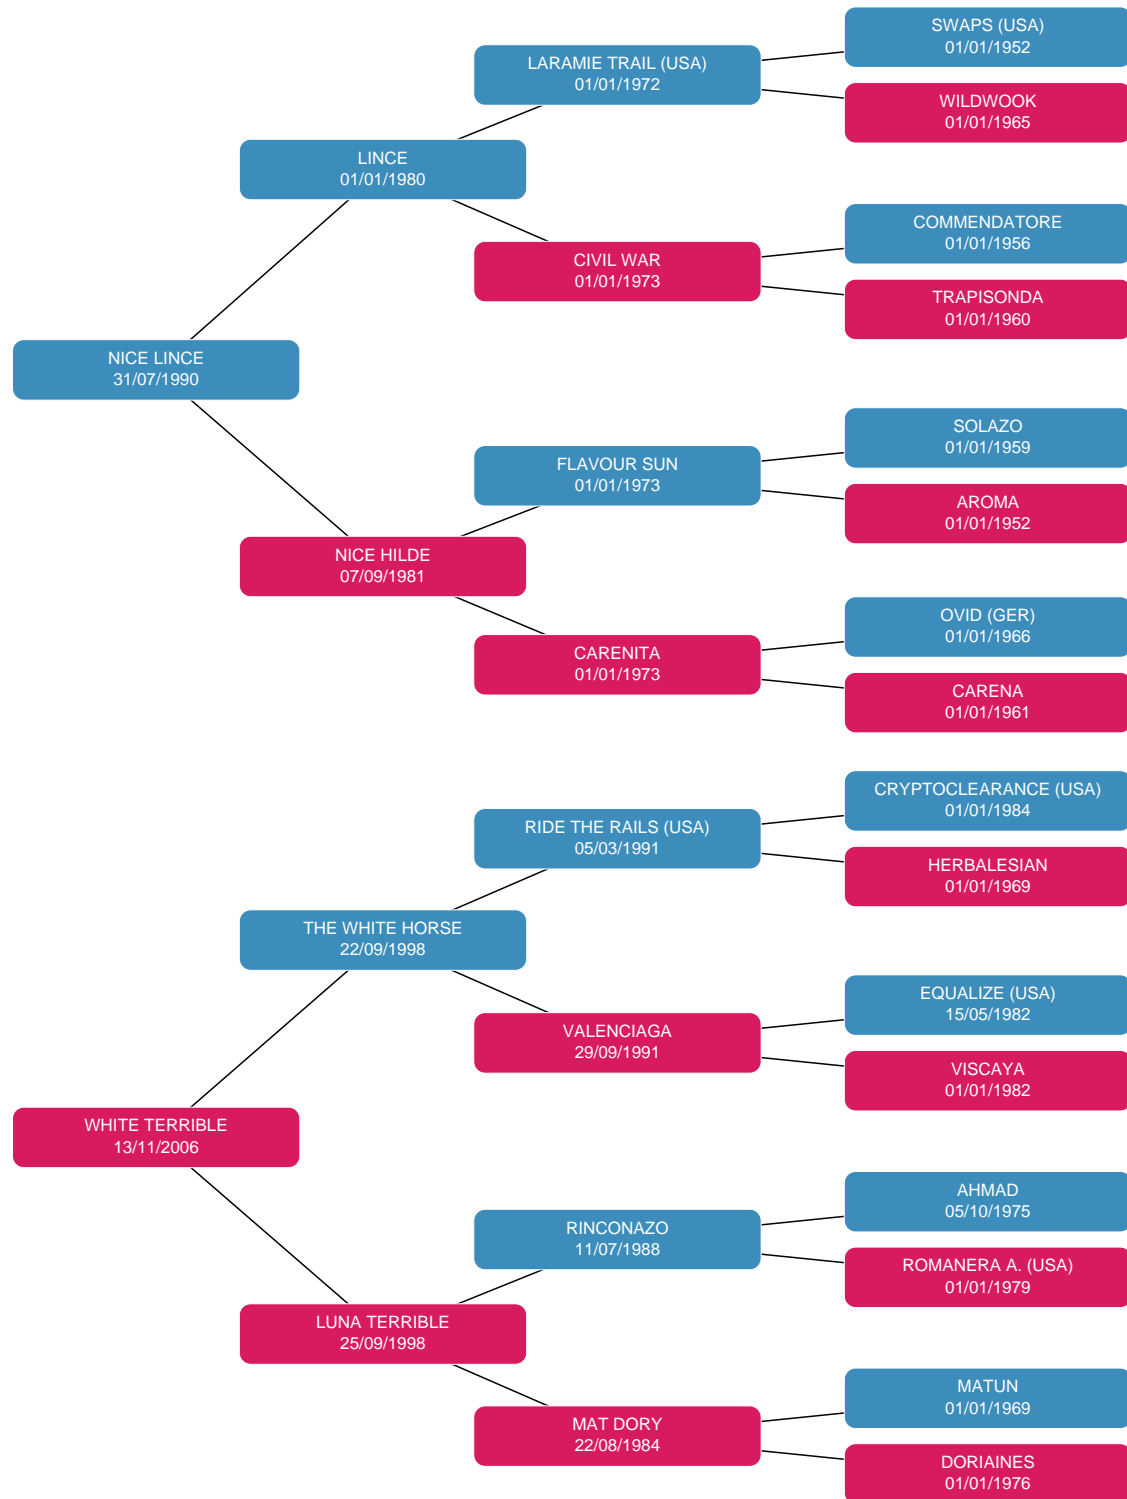 SWAPS (USA)
01/01/1952
LARAMIE TRAIL (USA)
01/01/1972
WILDWOOK
01/01/1965
LINCE
01/01/1980
COMMENDATORE
01/01/1956
CIVIL WAR
01/01/1973
TRAPISONDA
01/01/1960
NICE LINCE
31/07/1990
SOLAZO
01/01/1959
FLAVOUR SUN
01/01/1973
AROMA
01/01/1952
NICE HILDE
07/09/1981
OVID (GER)
01/01/1966
CARENITA
01/01/1973
CARENA
01/01/1961
CRYPTOCLEARANCE (USA)
01/01/1984
RIDE THE RAILS (USA)
05/03/1991
HERBALESIAN
01/01/1969
THE WHITE HORSE
22/09/1998
EQUALIZE (USA)
15/05/1982
VALENCIAGA
29/09/1991
VISCAYA
01/01/1982
WHITE TERRIBLE
13/11/2006
AHMAD
05/10/1975
RINCONAZO
11/07/1988
ROMANERA A. (USA)
01/01/1979
LUNA TERRIBLE
25/09/1998
MATUN
01/01/1969
MAT DORY
22/08/1984
DORIAINES
01/01/1976